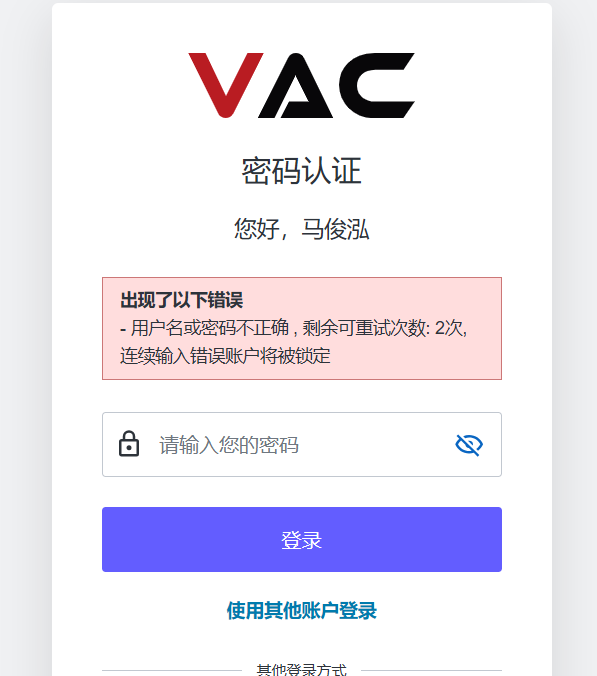 VAC
密码认证
您好，马俊泓
出现了以下错误
- 用户名或密码不正确 , 剩余可重试次数: 2次,
连续输入错误账户将被锁定
请输入您的密码
登录
使用其他账户登录
其他登录方式